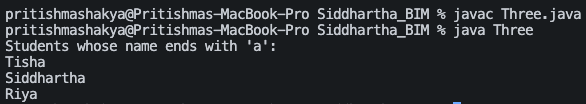 pritishmashakya@Pritishmas-MacBook-Pro Siddhartha_BIM % javac Three.java
pritishmashakya@Pritishmas-MacBook-Pro Siddhartha_BIM % java Three
Students whose name ends with 'a':
Tisha
Siddhartha
Riya